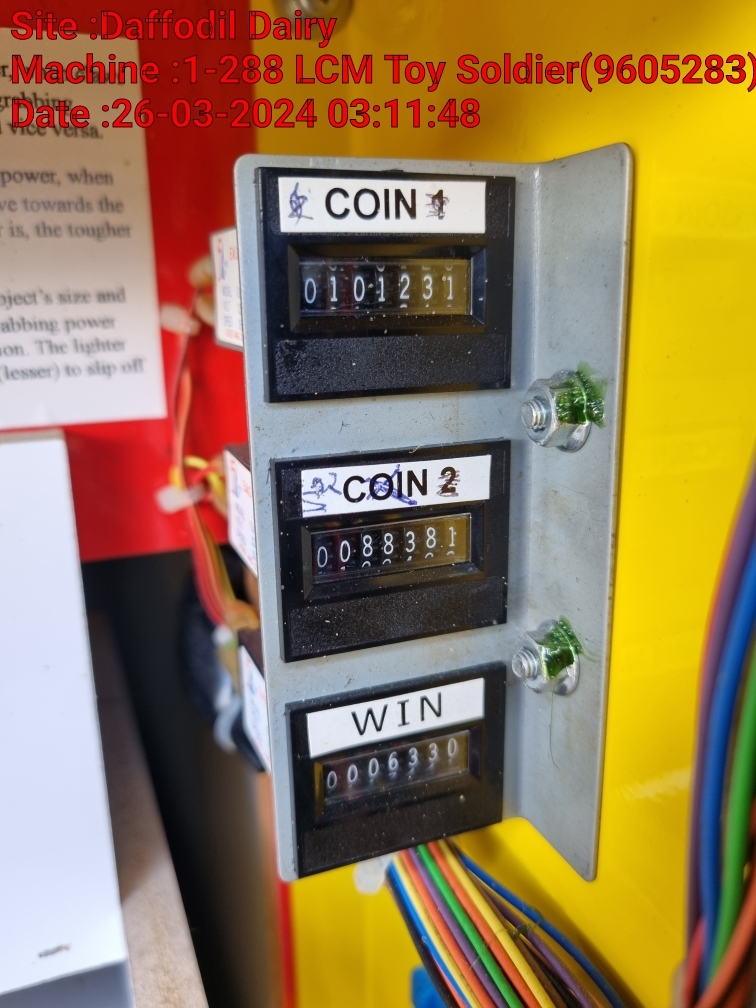 Site :Daffodil Dairy
Machine :1-288 LCM Toy Soldier(9605283)
Date :26-03-2024 03:11:48
vice versa.
power, when
ve towards the
r is, the tougher
bject's size and
abbing power
on. The lighter
(lesser) to slip off
COIN 1
0101231
COIN 2
0088381
WIN
0006330